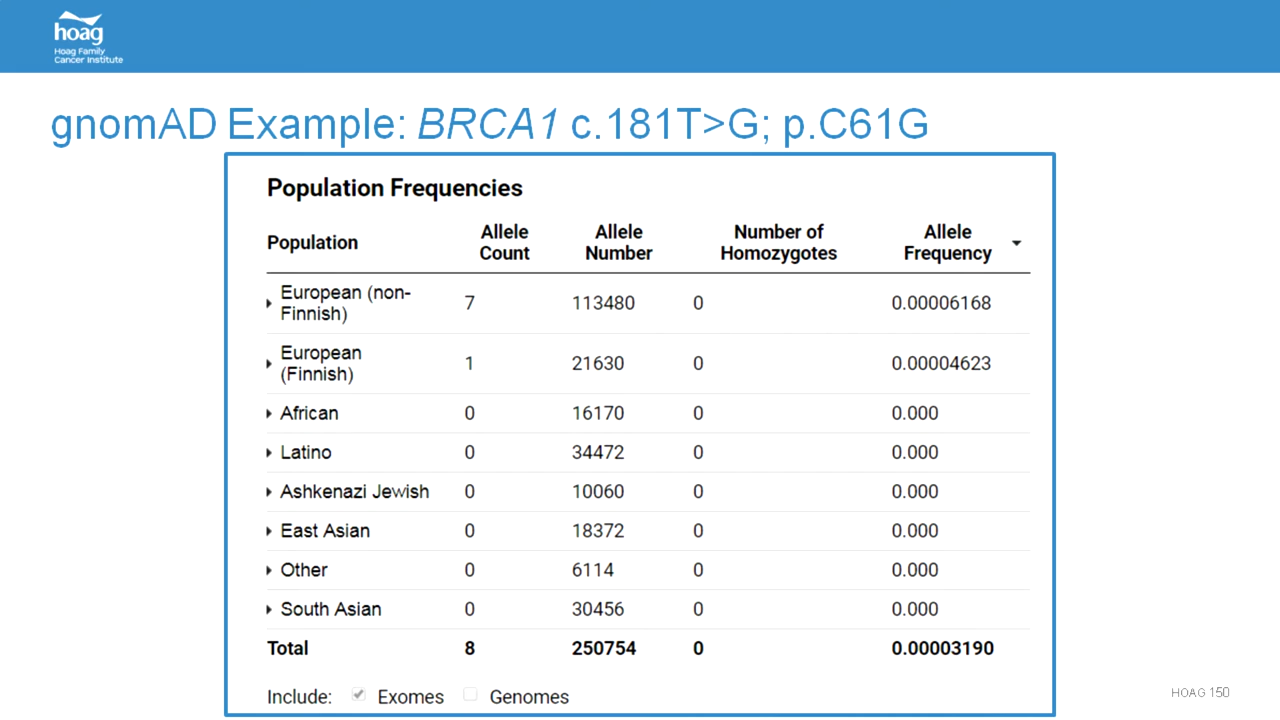 hoag
Hoag Family
Cancer Institute
gnomAD Example: BRCA1 c.181T>G; p.C61G
Population Frequencies
Population Allele Count Allele Number Number of Homozygotes Allele Frequency
European (non-Finnish) 7 113480 0 0.00006168
European (Finnish) 1 21630 0 0.00004623
African 0 16170 0 0.000
Latino 0 34472 0 0.000
Ashkenazi Jewish 0 10060 0 0.000
East Asian 0 18372 0 0.000
Other 0 6114 0 0.000
South Asian 0 30456 0 0.000
Total 8 250754 0 0.00003190
Include: Exomes Genomes
HOAG 150